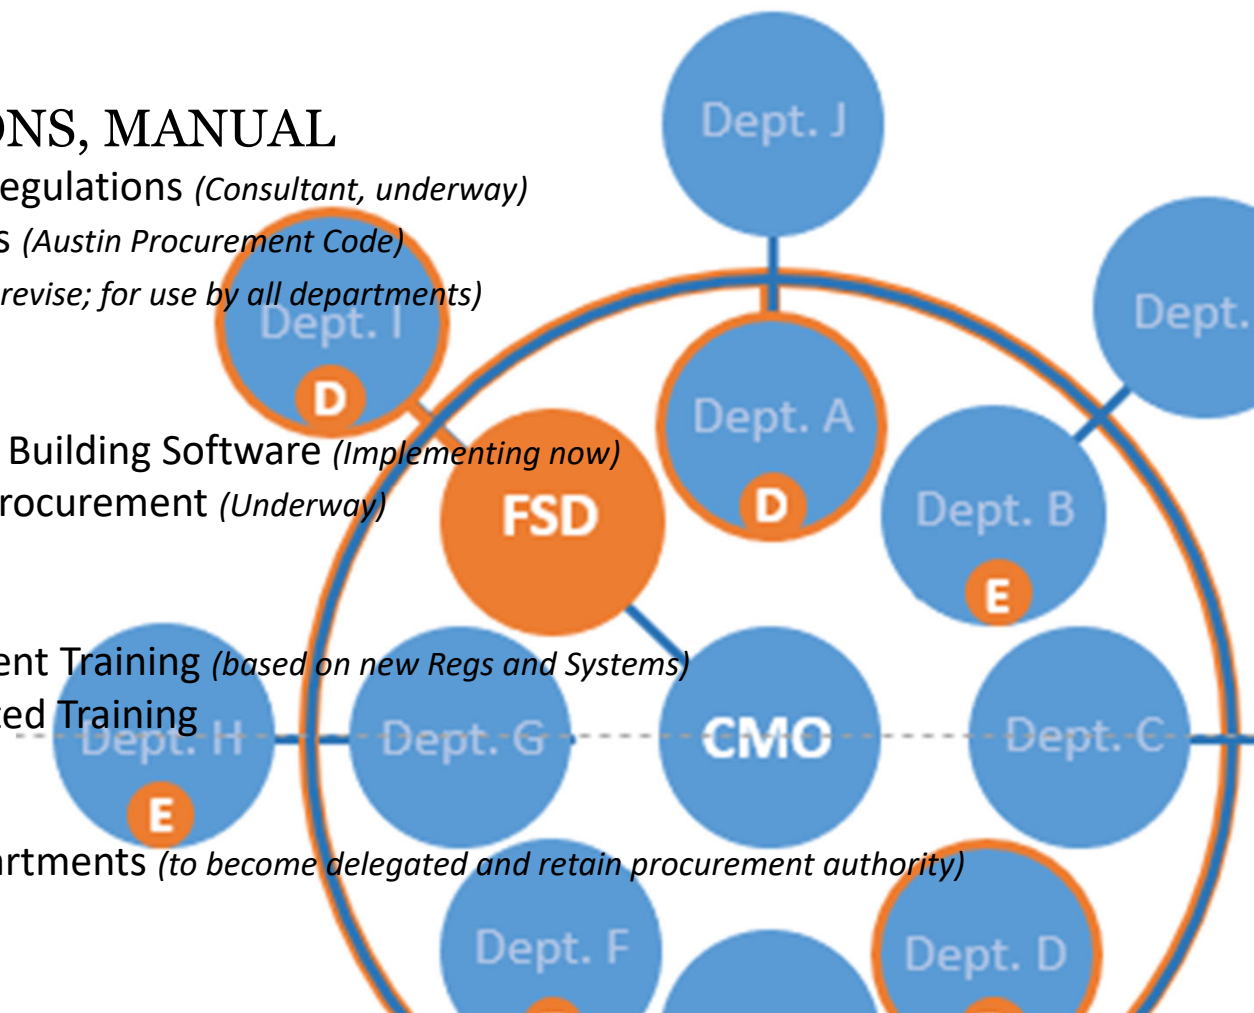 ONS, MANUAL
egulations (Consultant, underway)
s (Austin Procurement Code)
revise; for use by all departments)
Building Software (Implementing now)
rocurement (Underway)
ent Training (based on new Regs and Systems)
ted Training
artments (to become delegated and retain procurement authority)
Dept. J
Dept. I
D
Dept.
Dept. A
D
FSD
Dept. B
E
Dept. H
E
Dept. G
CMO
Dept. C
Dept. F
Dept. D